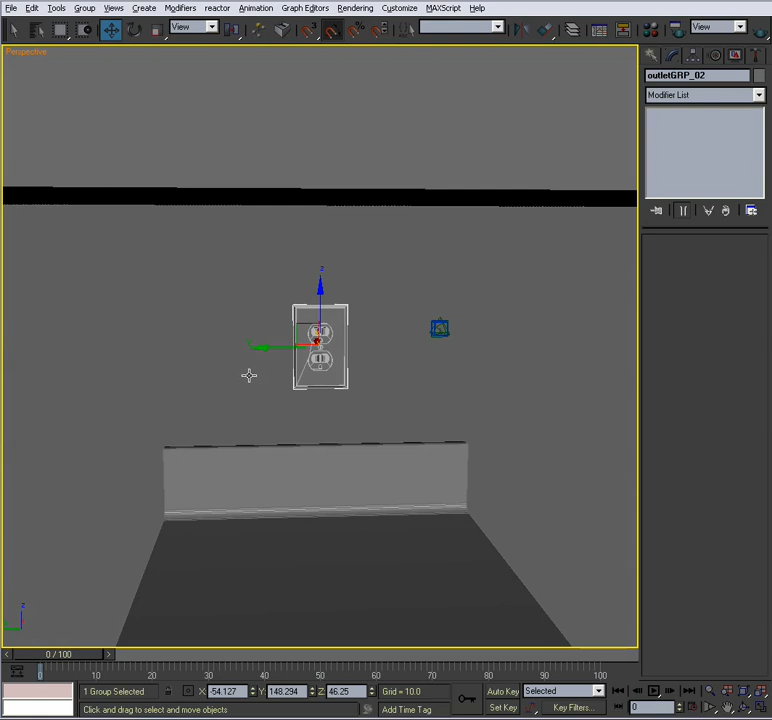 File Edit Tools Group Views Create Modifiers reactor Animation Graph Editors Rendering Customize MAXScript Help
View View
Perspective
outletGRP_02
Modifier List
z
z
0 / 100
0 10 20 30 40 50 60 70 80 90 100
1 Group Selected X: -54.127 Y: 148.294 Z: 46.25 Grid = 10.0 Auto Key Selected
Click and drag to select and move objects Add Time Tag Set Key Key Filters... 0